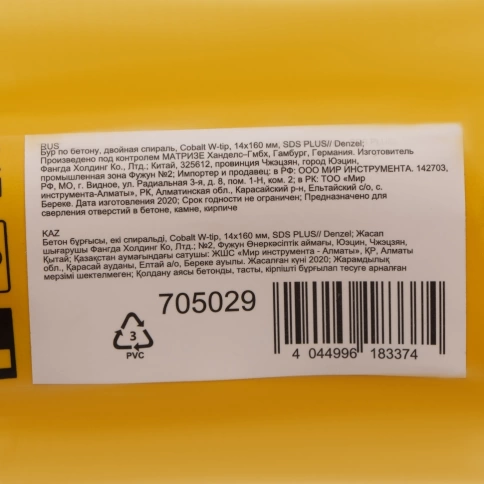 RUS
Бур по бетону, двойная спираль, Cobalt W-tip, 14x160 мм, SDS PLUS// Denzel;
Произведено под контролем МАТРИЗЕ Ханделс-Гмбх, Гамбург, Германия. Изготовитель
Фангда Холдинг Ко., Лтд.; Китай, 325612, провинция Чжэцзян, город Юэцин,
промышленная зона Фужун №2; Импортер и продавец: в РФ: ООО МИР ИНСТРУМЕНТА. 142703,
РФ, МО, г. Видное, ул. Радиальная 3-я, д. 8, пом. 1-Н, ком. 2; в РК: ТОО «Мир
инструмента-Алматы», РК, Алматинская обл., Карасайский р-н, Ельтайский с/о, с.
Береке. Дата изготовления 2020; Срок годности не ограничен; Предназначено для
сверления отверстий в бетоне, камне, кирпиче
KAZ
Бетон бұрғысы, екі спиральді, Cobalt W-tip, 14x160 мм, SDS PLUS// Denzel; Жасап
шығарушы Фангда Холдинг Ко, Лтд.; №2, Фужун Өнеркәсіптік аймағы, Юэцин, Чжэцзян,
Қытай; Қазақстан аумағындағы сатушы: ЖШС «Мир инструмента - Алматы», ҚР, Алматы
обл., Қарасай ауданы, Елтай а/о, Береке ауылы. Жасалған күні 2020; Жарамдылық
мерзімі шектелмеген; Қолдану аясы бетонды, тасты, кірпішті бұрғылап тесуге арналған
705029
3
PVC
4 044996 183374